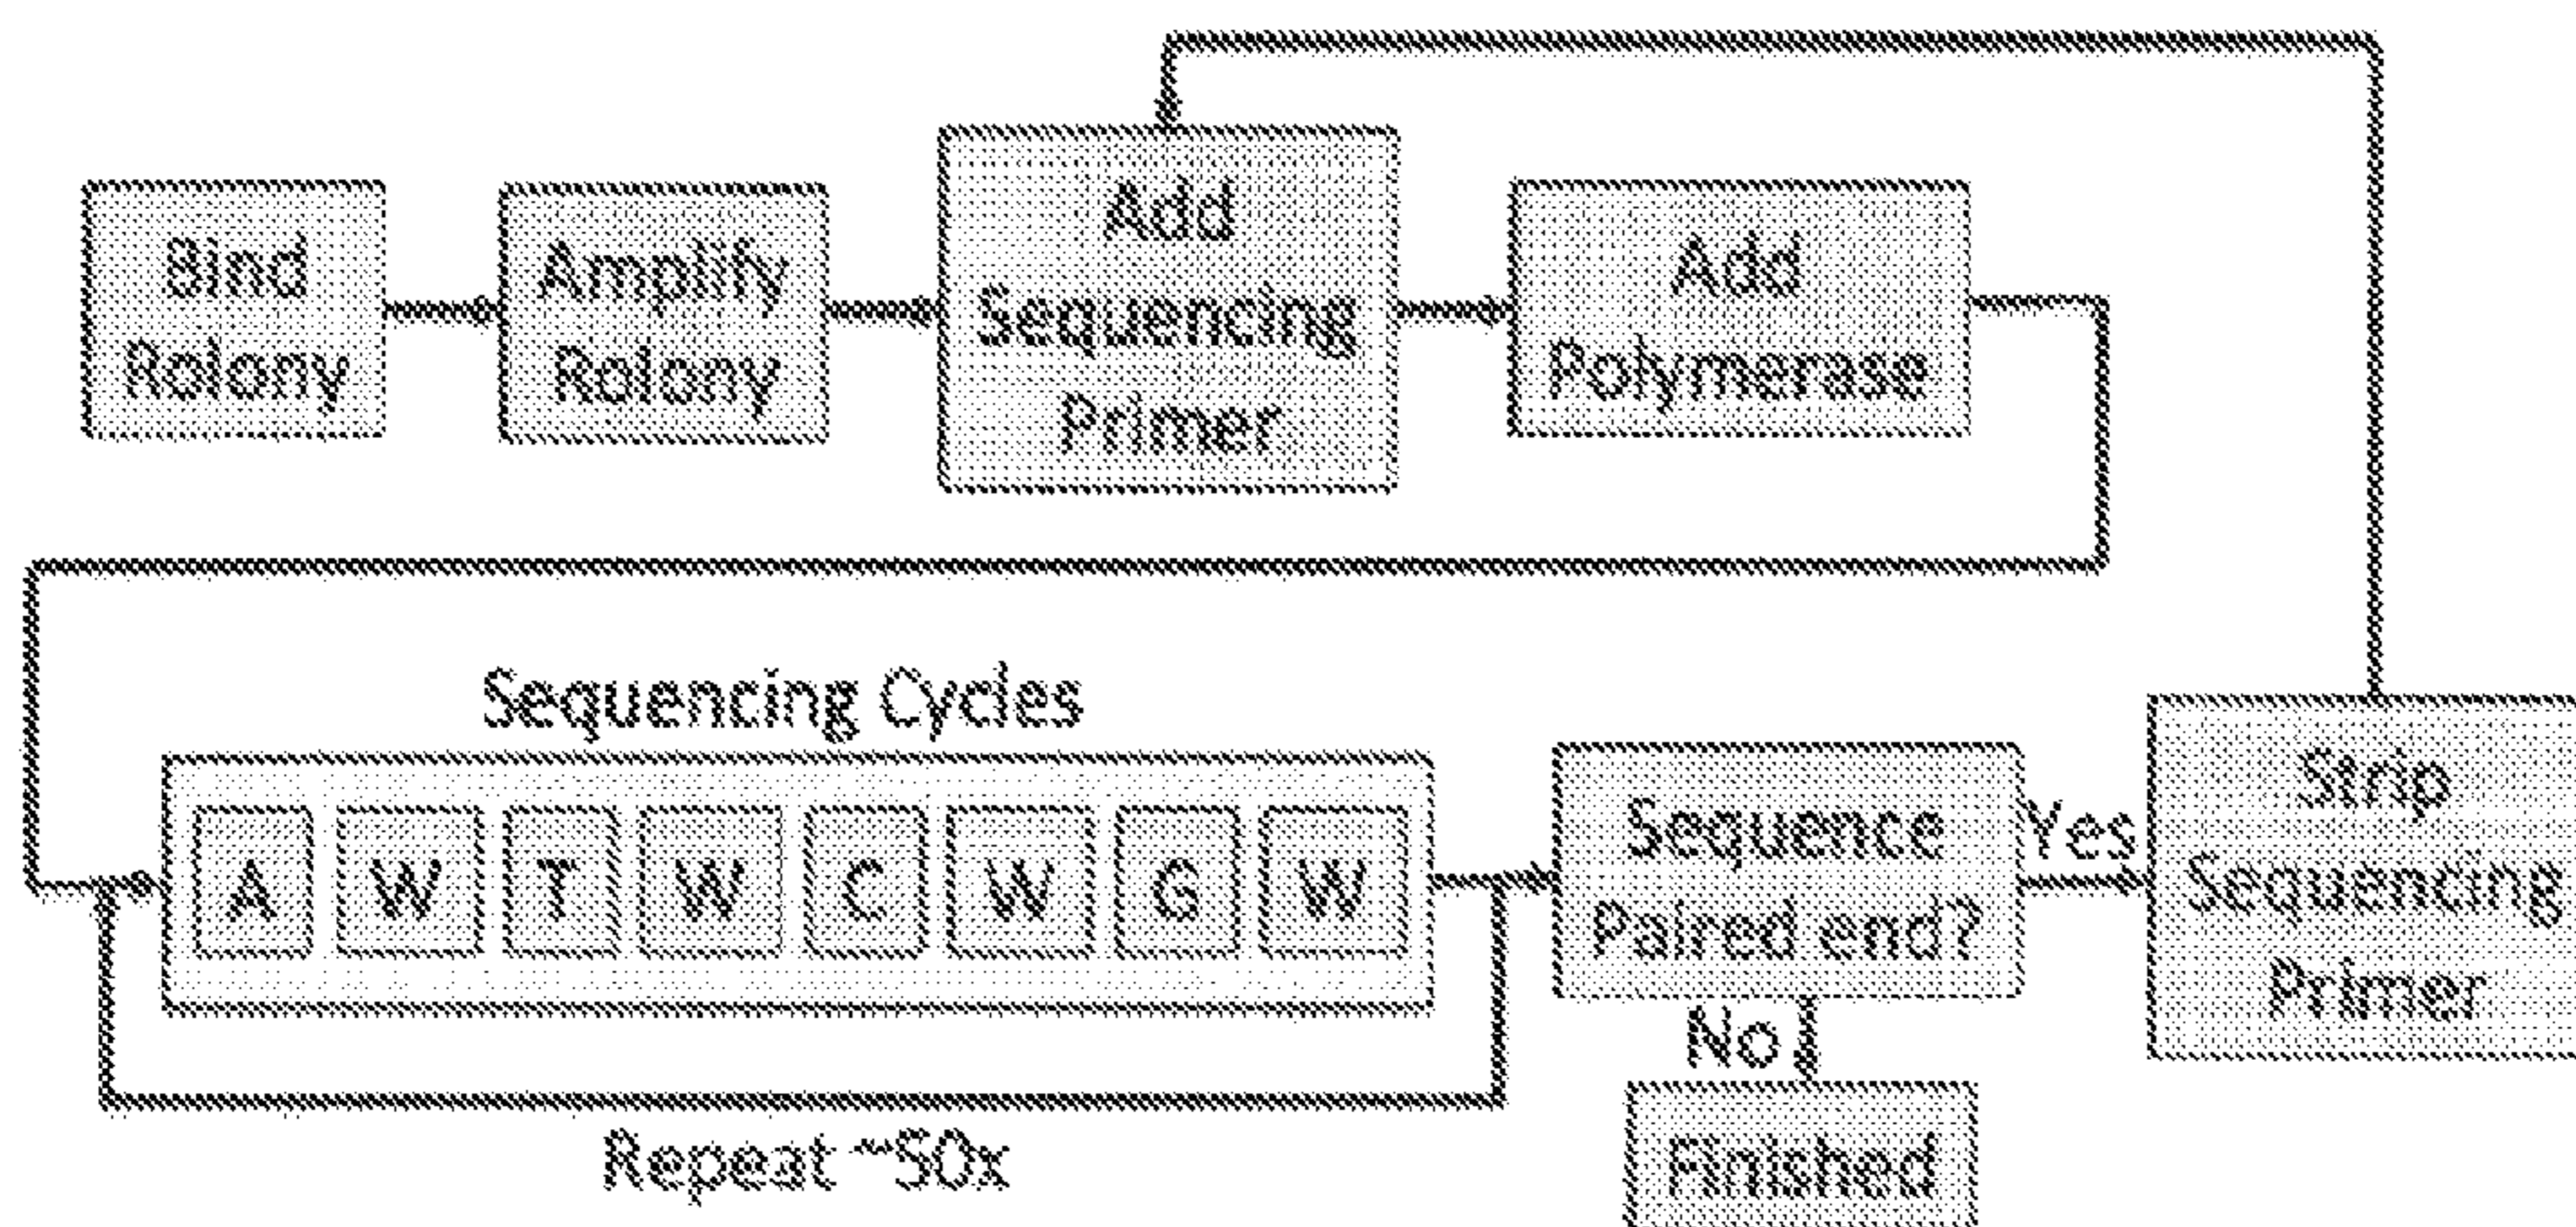 Bind
Rolony
Amplify
Rolony
Add
Sequencing
Primer
Add
Polymerase
Sequencing Cycles
A W T W C W G W
Repeat ~50x
Sequence
Paired end?
Yes
No
Strip
Sequencing
Primer
Finished